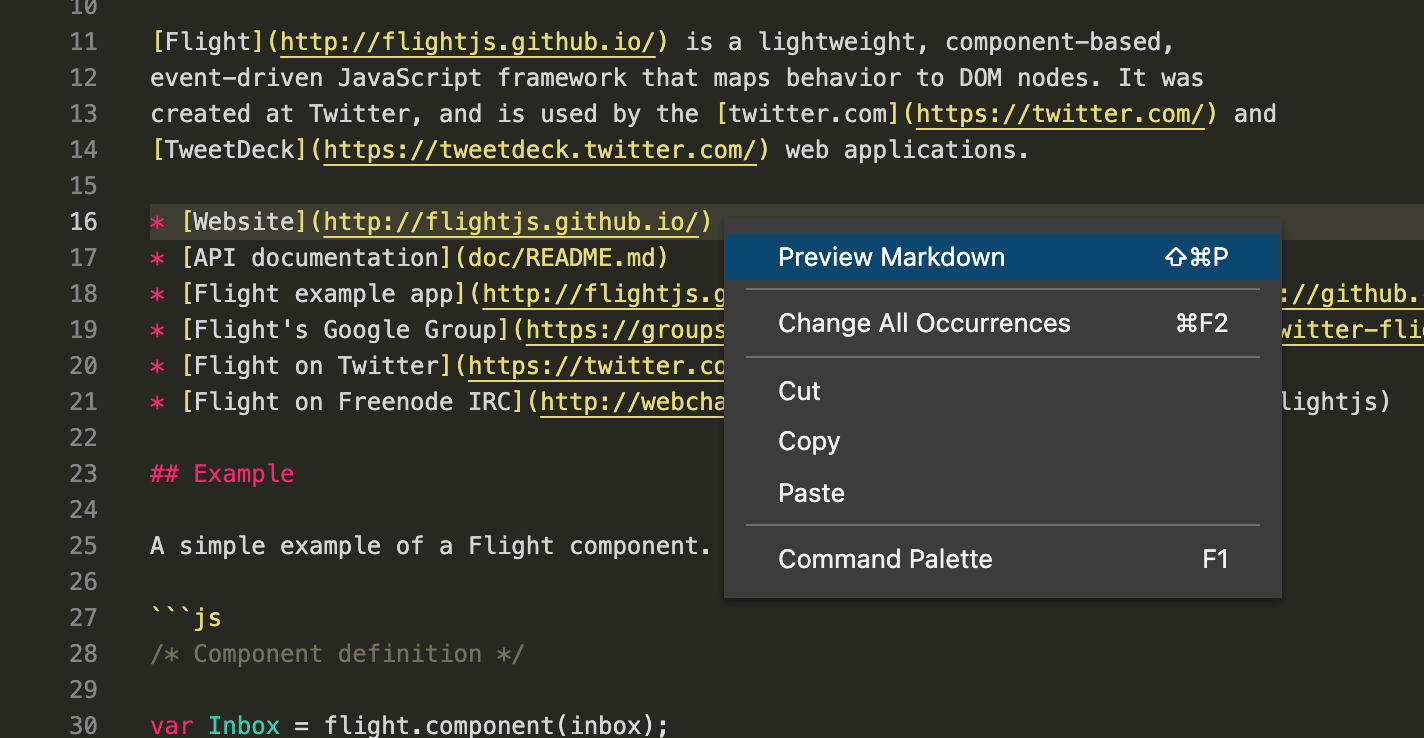 10
11 [Flight](http://flightjs.github.io/) is a lightweight, component-based,
12 event-driven JavaScript framework that maps behavior to DOM nodes. It was
13 created at Twitter, and is used by the [twitter.com](https://twitter.com/) and
14 [TweetDeck](https://tweetdeck.twitter.com/) web applications.
15
16 * [Website](http://flightjs.github.io/)
17 * [API documentation](doc/README.md)
18 * [Flight example app](http://flightjs.g ://github.
19 * [Flight's Google Group](https://groups witter-fli
20 * [Flight on Twitter](https://twitter.co
21 * [Flight on Freenode IRC](http://webcha lightjs)
22
23 ## Example
24
25 A simple example of a Flight component.
26
27 ```js
28 /* Component definition */
29
30 var Inbox = flight.component(inbox);
Preview Markdown ⇧⌘P
Change All Occurrences ⌘F2
Cut
Copy
Paste
Command Palette F1